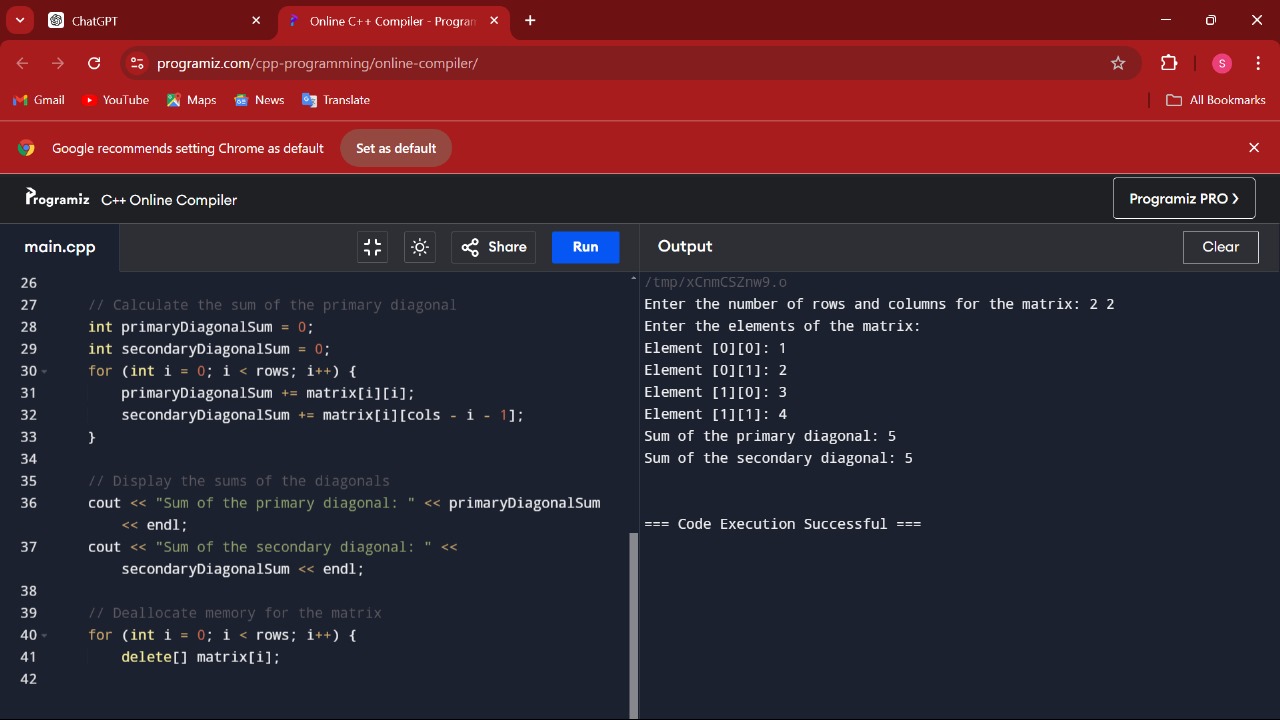 ChatGPT
Online C++ Compiler - Program
programiz.com/cpp-programming/online-compiler/
S
Gmail YouTube Maps News Translate All Bookmarks
Google recommends setting Chrome as default Set as default
Programiz C++ Online Compiler Programiz PRO >
main.cpp Share Run
26
27 // Calculate the sum of the primary diagonal
28 int primaryDiagonalSum = 0;
29 int secondaryDiagonalSum = 0;
30 for (int i = 0; i < rows; i++) {
31 primaryDiagonalSum += matrix[i][i];
32 secondaryDiagonalSum += matrix[i][cols - i - 1];
33 }
34
35 // Display the sums of the diagonals
36 cout << "Sum of the primary diagonal: " << primaryDiagonalSum
<< endl;
37 cout << "Sum of the secondary diagonal: " <<
secondaryDiagonalSum << endl;
38
39 // Deallocate memory for the matrix
40 for (int i = 0; i < rows; i++) {
41 delete[] matrix[i];
42
Output Clear
/tmp/xCnmCSZnw9.o
Enter the number of rows and columns for the matrix: 2 2
Enter the elements of the matrix:
Element [0][0]: 1
Element [0][1]: 2
Element [1][0]: 3
Element [1][1]: 4
Sum of the primary diagonal: 5
Sum of the secondary diagonal: 5
=== Code Execution Successful ===